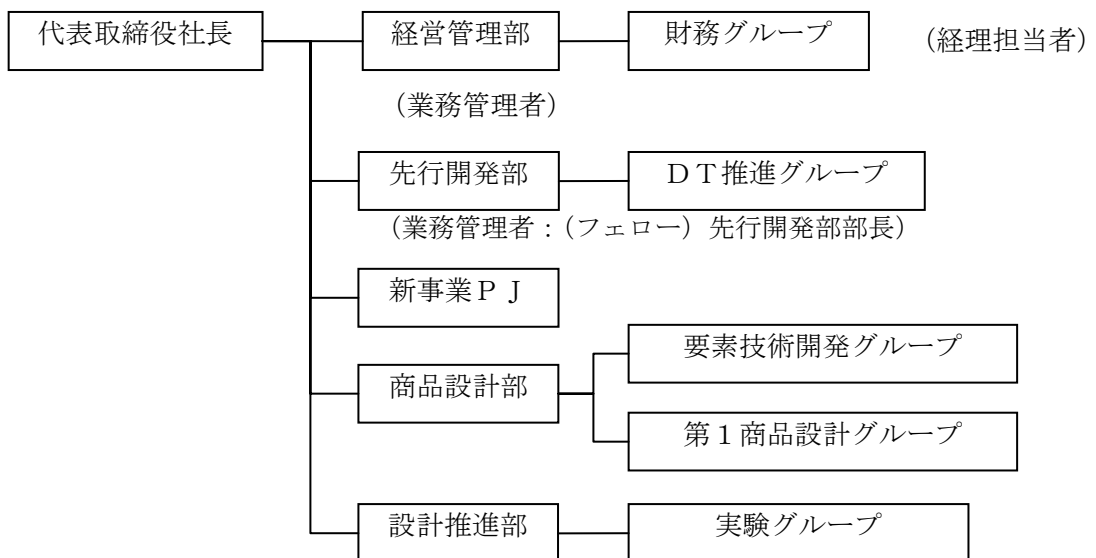 代表取締役社長 経営管理部 財務グループ (経理担当者)
(業務管理者)
先行開発部 DT推進グループ
(業務管理者:(フェロー)先行開発部部長)
新事業PJ
要素技術開発グループ
商品設計部
第1商品設計グループ
設計推進部 実験グループ